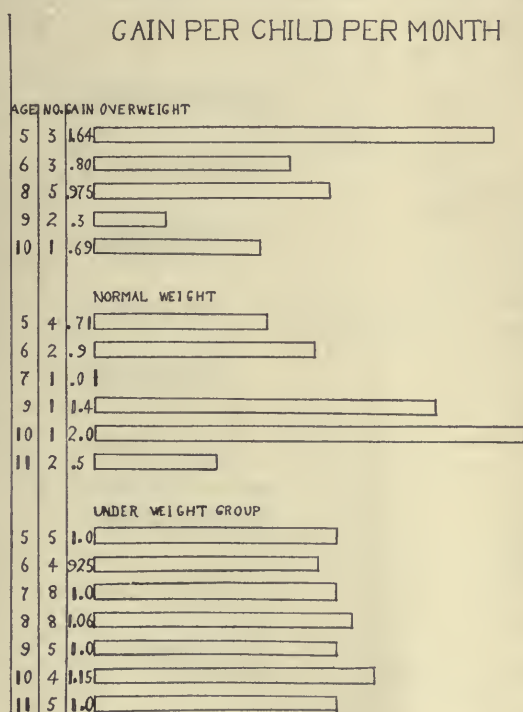 GAIN PER CHILD PER MONTH
AGE NO. GAIN OVERWEIGHT
5 3 1.64
6 3 .80
8 5 .975
9 2 .3
10 1 .69
NORMAL WEIGHT
5 4 .71
6 2 .9
7 1 .0
9 1 1.4
10 1 2.0
11 2 .5
UNDER WEIGHT GROUP
5 5 1.0
6 4 925
7 8 1.0
8 8 1.06
9 5 1.0
10 4 1.15
11 5 1.0